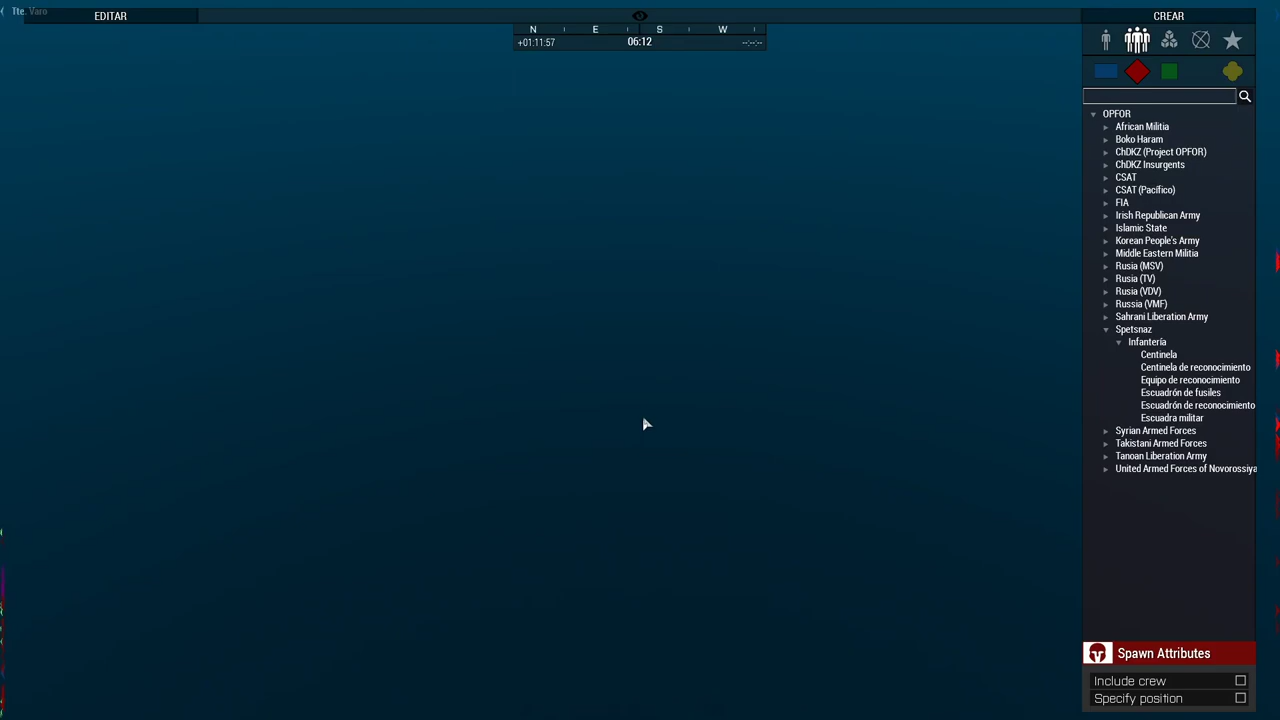 Tte. Varo
EDITAR
CREAR
N E S W
+01:11:57 06:12 --:--:--
OPFOR
African Militia
Boko Haram
ChDKZ (Project OPFOR)
ChDKZ Insurgents
CSAT
CSAT (Pacífico)
FIA
Irish Republican Army
Islamic State
Korean People's Army
Middle Eastern Militia
Rusia (MSV)
Rusia (TV)
Rusia (VDV)
Russia (VMF)
Sahrani Liberation Army
Spetsnaz
Infantería
Centinela
Centinela de reconocimiento
Equipo de reconocimiento
Escuadrón de fusiles
Escuadrón de reconocimiento
Escuadra militar
Syrian Armed Forces
Takistani Armed Forces
Tanoan Liberation Army
United Armed Forces of Novorossiya
Spawn Attributes
Include crew
Specify position